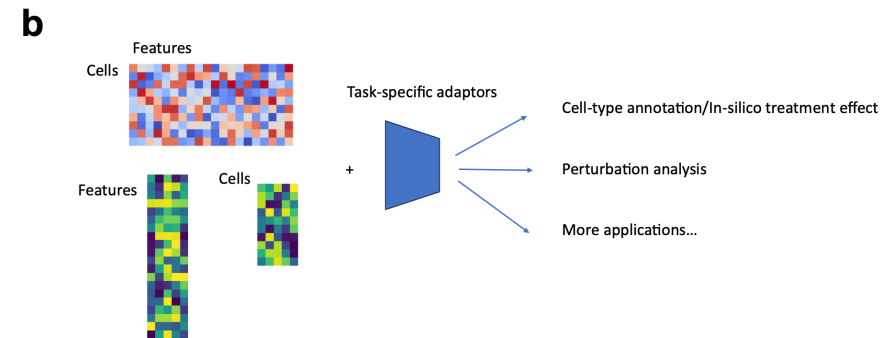 b
Features
Cells
Task-specific adaptors
Cell-type annotation/In-silico treatment effect
+
Perturbation analysis
Features
Cells
More applications...